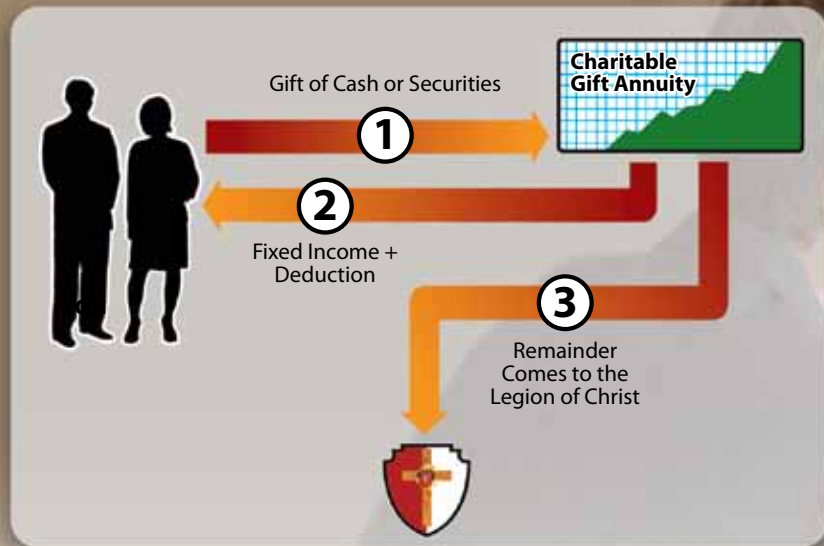 Charitable
Gift Annuity
Gift of Cash or Securities
1
2
Fixed Income +
Deduction
3
Remainder
Comes to the
Legion of Christ